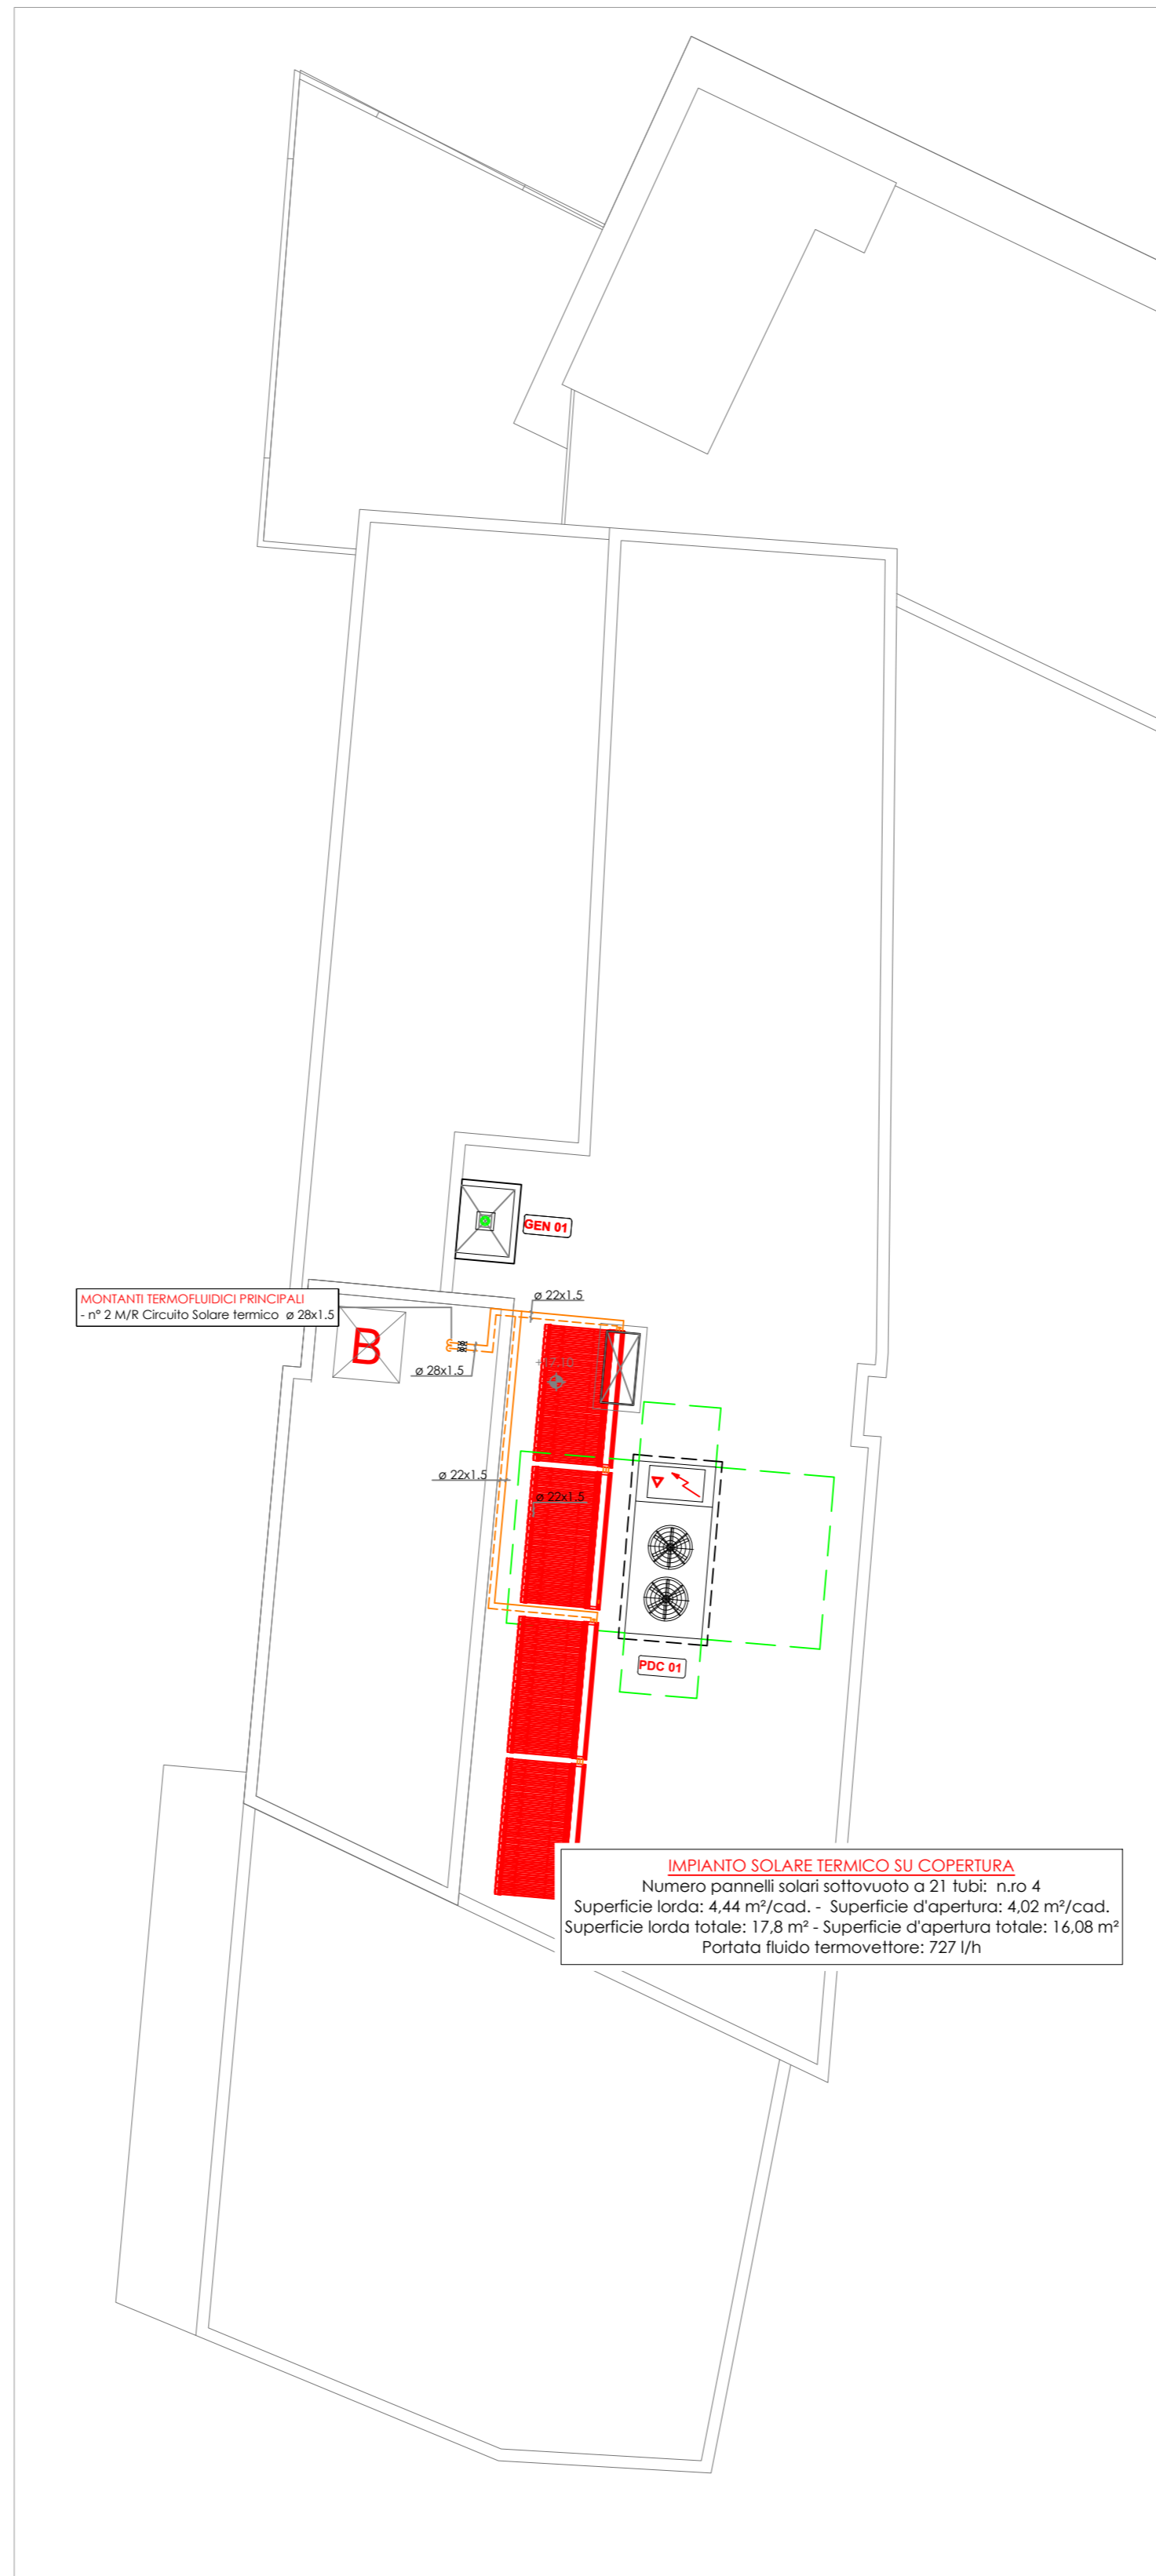 GEN 01
MONTANTI TERMOFLUIDICI PRINCIPALI
- n° 2 M/R Circuito Solare termico ø 28x1.5
B
ø 22x1.5
ø 28x1.5
+17.10
ø 22x1.5
ø 22x1.5
PDC 01
IMPIANTO SOLARE TERMICO SU COPERTURA
Numero pannelli solari sottovuoto a 21 tubi: n.ro 4
Superficie lorda: 4,44 m²/cad. - Superficie d'apertura: 4,02 m²/cad.
Superficie lorda totale: 17,8 m² - Superficie d'apertura totale: 16,08 m²
Portata fluido termovettore: 727 l/h